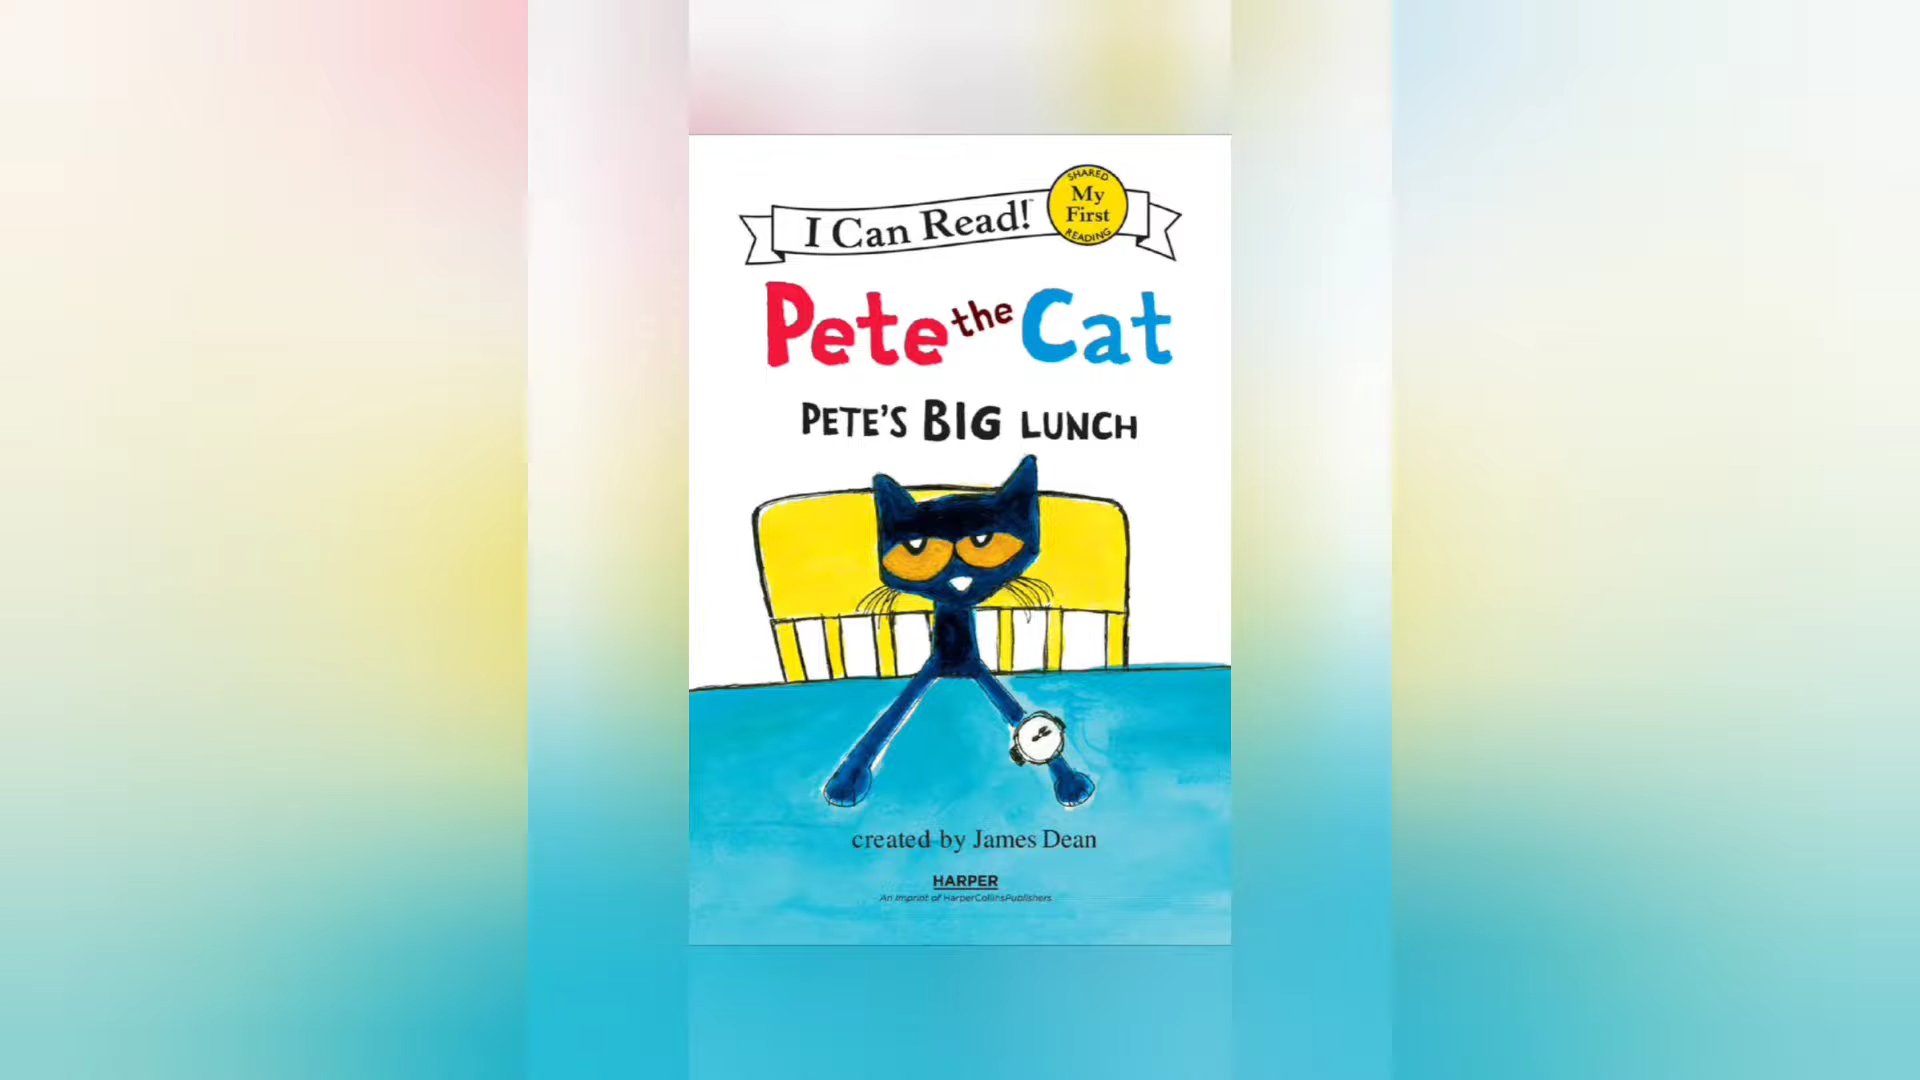 SHARED
My
First
READING
I Can Read!™
Pete the Cat
PETE'S BIG LUNCH
created by James Dean
HARPER
An Imprint of HarperCollinsPublishers